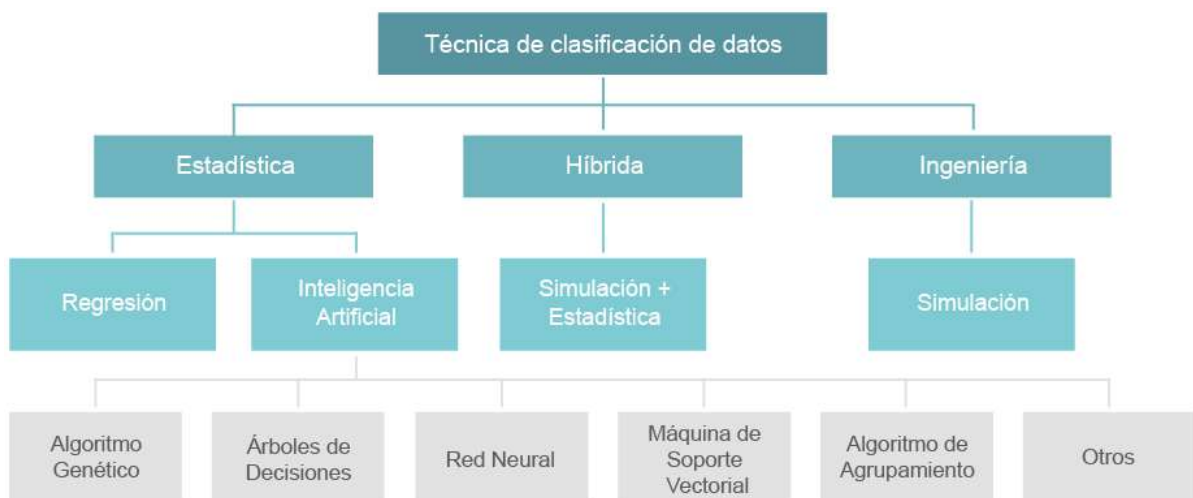 Técnica de clasificación de datos
Estadística
Híbrida
Ingeniería
Regresión
Inteligencia
Artificial
Simulación +
Estadística
Simulación
Algoritmo
Genético
Árboles de
Decisiones
Red Neural
Máquina de
Soporte
Vectorial
Algoritmo de
Agrupamiento
Otros